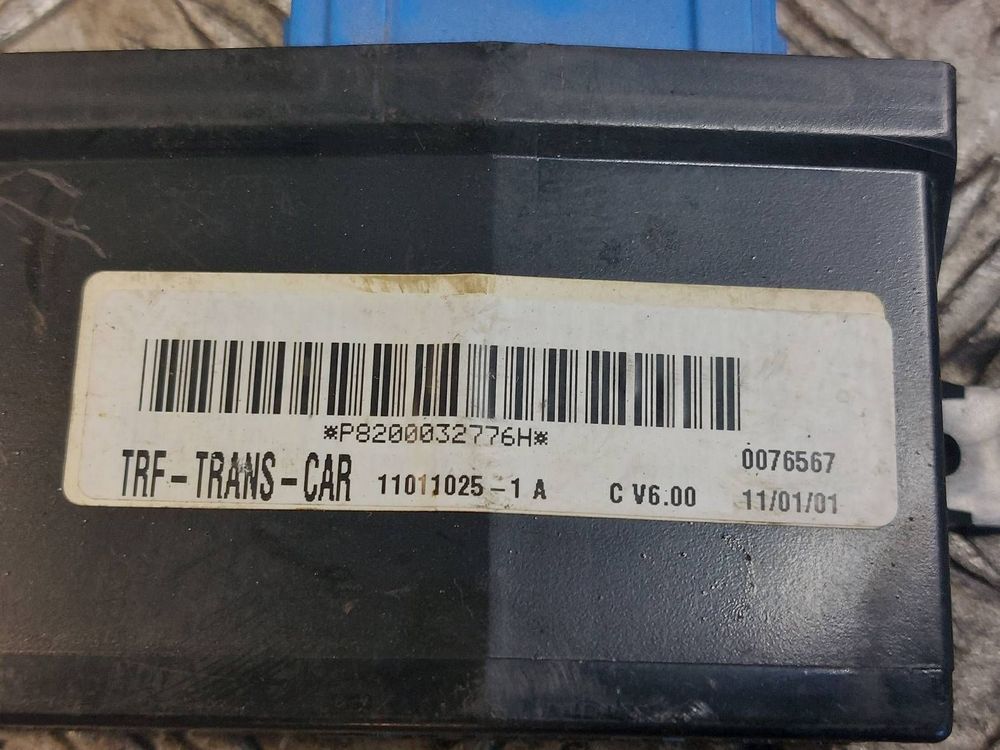 *P8200032776H*
0076567
TRF-TRANS-CAR 11011025-1 A C V6.00 11/01/01